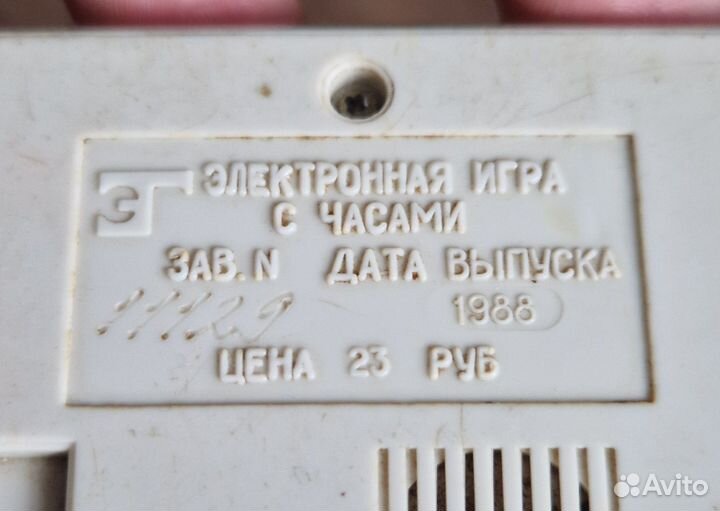 ЭЛЕКТРОННАЯ ИГРА
С ЧАСАМИ
ЗАВ. N ДАТА ВЫПУСКА
11129 1988
ЦЕНА 23 РУБ
Avito